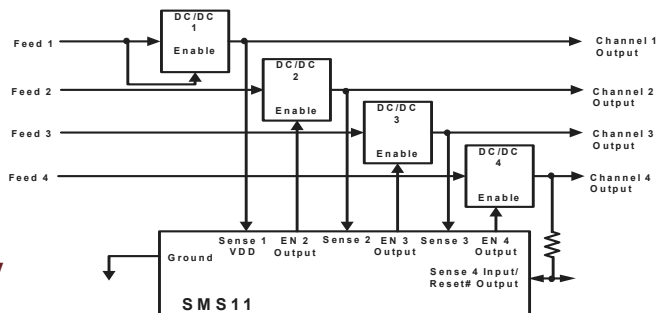 DC/DC
1
Enable
Feed 1
Channel 1
Output
DC/DC
2
Enable
Feed 2
Channel 2
Output
DC/DC
3
Enable
Feed 3
Channel 3
Output
DC/DC
4
Enable
Feed 4
Channel 4
Output
Ground
Sense 1
VDD
EN 2
Output
Sense 2
EN 3
Output
Sense 3
EN 4
Output
Sense 4 Input/
Reset# Output
SMS11